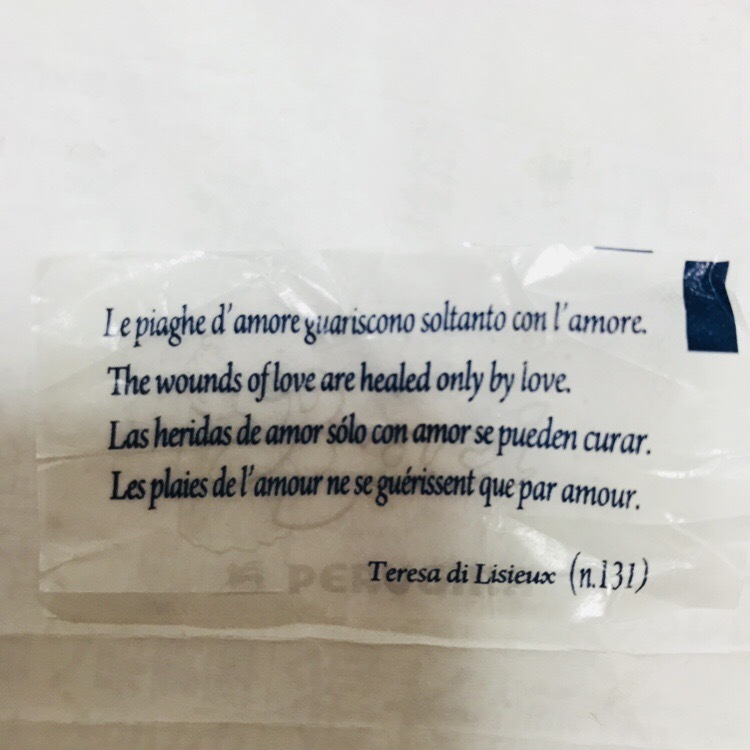 Le piaghe d'amore guariscono soltanto con l'amore.
The wounds of love are healed only by love.
Las heridas de amor sólo con amor se pueden curar.
Les plaies de l'amour ne se guérissent que par amour.
Teresa di Lisieux (n.131)